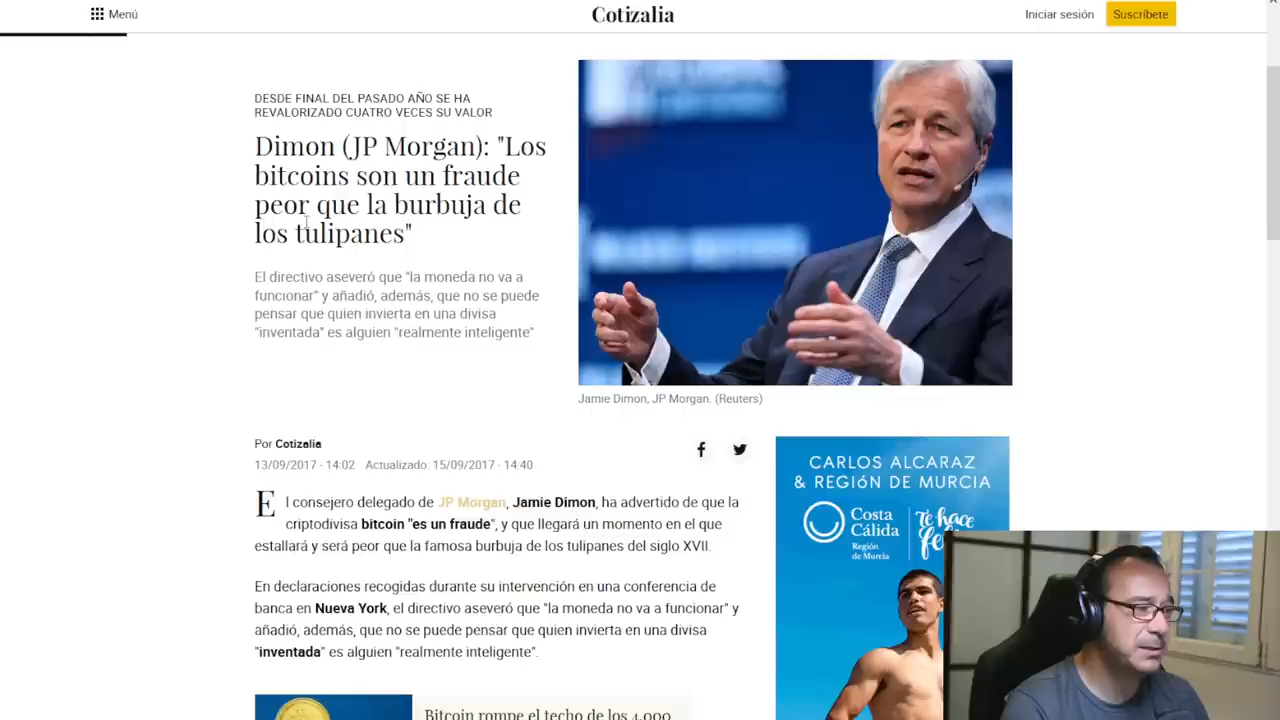 Menú
Cotizalia
Iniciar sesión
Suscríbete
DESDE FINAL DEL PASADO AÑO SE HA
REVALORIZADO CUATRO VECES SU VALOR
Dimon (JP Morgan): "Los
bitcoins son un fraude
peor que la burbuja de
los tulipanes"
El directivo aseveró que "la moneda no va a
funcionar" y añadió, además, que no se puede
pensar que quien invierta en una divisa
"inventada" es alguien "realmente inteligente"
Jamie Dimon, JP Morgan. (Reuters)
Por Cotizalia
13/09/2017 · 14:02 Actualizado: 15/09/2017 · 14:40
El consejero delegado de JP Morgan, Jamie Dimon, ha advertido de que la
criptodivisa bitcoin "es un fraude", y que llegará un momento en el que
estallará y será peor que la famosa burbuja de los tulipanes del siglo XVII.
En declaraciones recogidas durante su intervención en una conferencia de
banca en Nueva York, el directivo aseveró que "la moneda no va a funcionar" y
añadió, además, que no se puede pensar que quien invierta en una divisa
"inventada" es alguien "realmente inteligente".
Bitcoin rompe el techo de los 4.000
CARLOS ALCARAZ
& REGIÓN DE MURCIA
Costa
Cálida
Región
de Murcia
Te hace